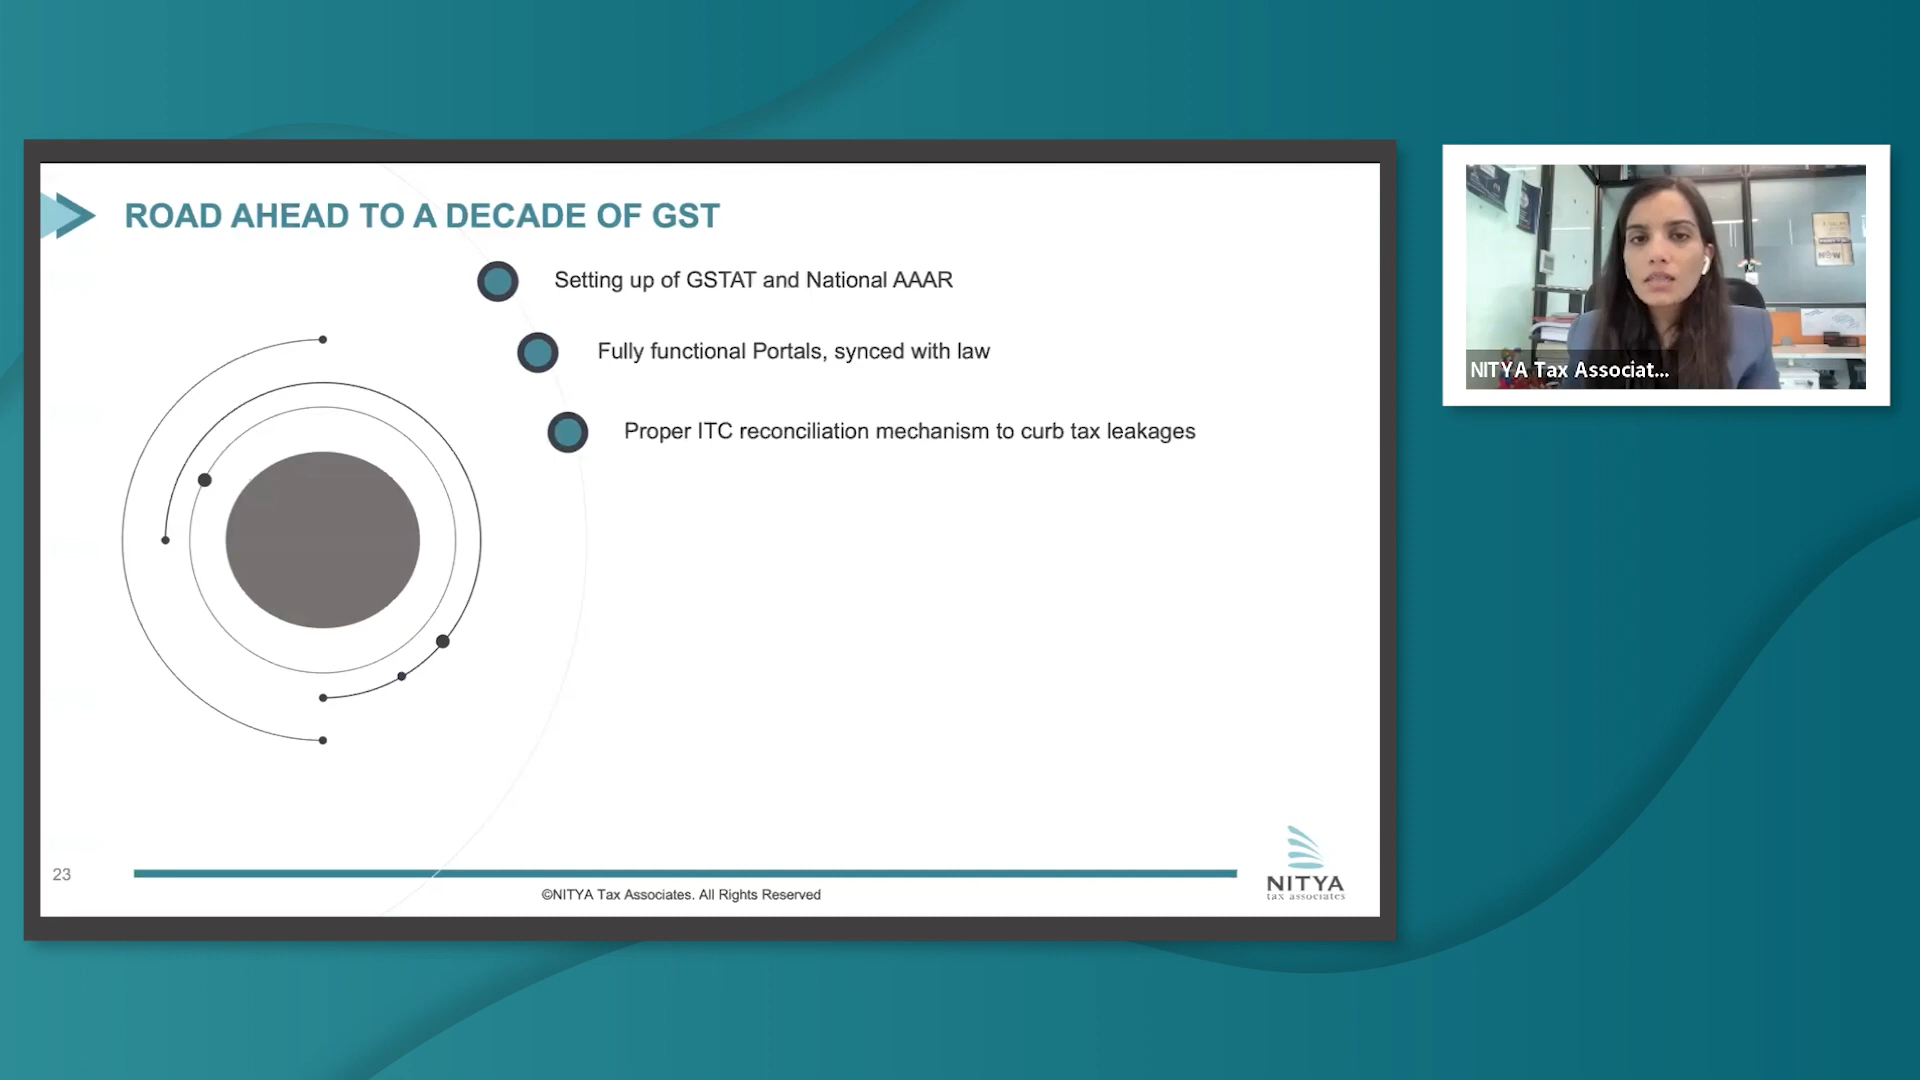 ROAD AHEAD TO A DECADE OF GST
Setting up of GSTAT and National AAAR
Fully functional Portals, synced with law
Proper ITC reconciliation mechanism to curb tax leakages
23
©NITYA Tax Associates. All Rights Reserved
NITYA
tax associates
NITYA Tax Associat...